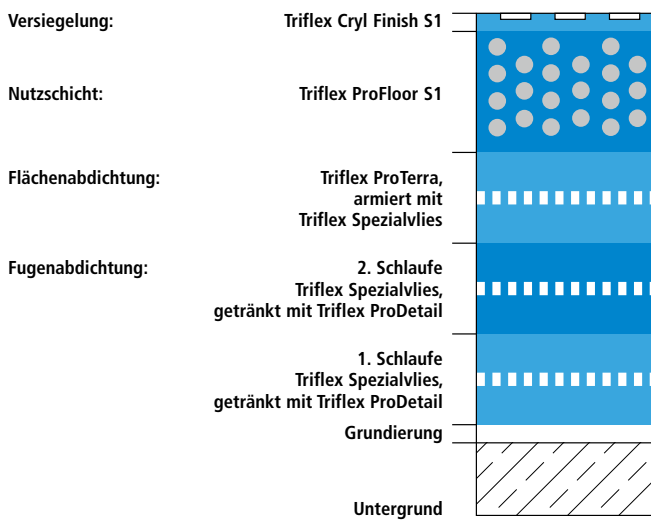 Versiegelung: Triflex Cryl Finish S1
Nutzschicht: Triflex ProFloor S1
Flächenabdichtung: Triflex ProTerra,
armiert mit
Triflex Spezialvlies
Fugenabdichtung: 2. Schlaufe
Triflex Spezialvlies,
getränkt mit Triflex ProDetail
1. Schlaufe
Triflex Spezialvlies,
getränkt mit Triflex ProDetail
Grundierung
Untergrund